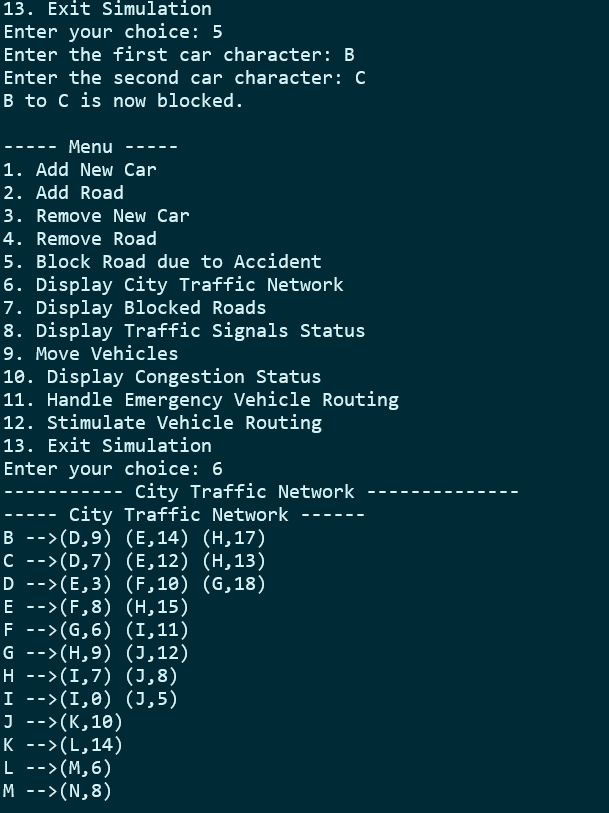 13. Exit Simulation
Enter your choice: 5
Enter the first car character: B
Enter the second car character: C
B to C is now blocked.
----- Menu -----
1. Add New Car
2. Add Road
3. Remove New Car
4. Remove Road
5. Block Road due to Accident
6. Display City Traffic Network
7. Display Blocked Roads
8. Display Traffic Signals Status
9. Move Vehicles
10. Display Congestion Status
11. Handle Emergency Vehicle Routing
12. Stimulate Vehicle Routing
13. Exit Simulation
Enter your choice: 6
----------- City Traffic Network --------------
----- City Traffic Network ------
B -->(D,9) (E,14) (H,17)
C -->(D,7) (E,12) (H,13)
D -->(E,3) (F,10) (G,18)
E -->(F,8) (H,15)
F -->(G,6) (I,11)
G -->(H,9) (J,12)
H -->(I,7) (J,8)
I -->(I,0) (J,5)
J -->(K,10)
K -->(L,14)
L -->(M,6)
M -->(N,8)